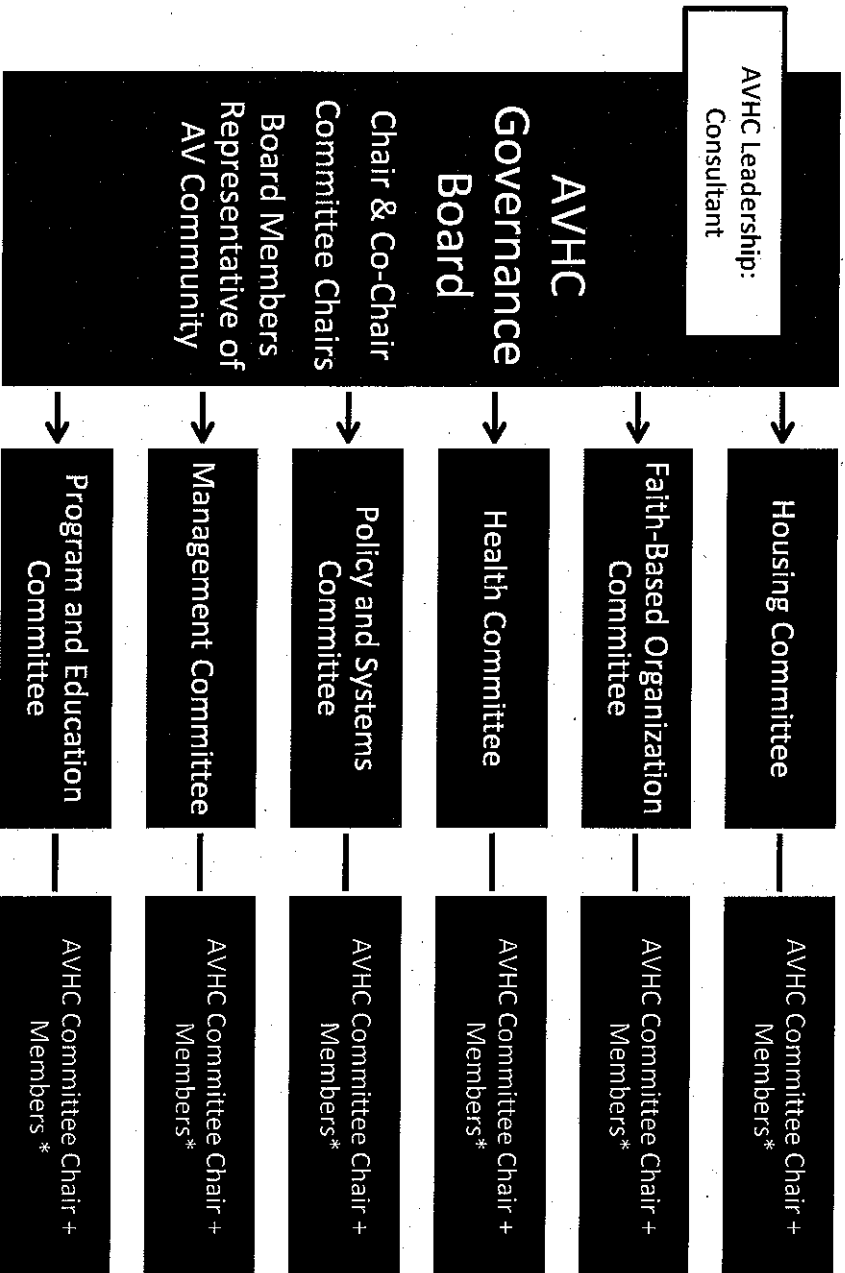 AVHC Leadership:
Consultant
AVHC
Governance
Board
Chair & Co-Chair
Committee Chairs
Board Members
Representative of
AV Community
Housing Committee
AVHC Committee Chair +
Members*
Faith-Based Organization
Committee
AVHC Committee Chair +
Members*
Health Committee
AVHC Committee Chair +
Members*
Policy and Systems
Committee
AVHC Committee Chair +
Members*
Management Committee
AVHC Committee Chair +
Members*
Program and Education
Committee
AVHC Committee Chair +
Members *